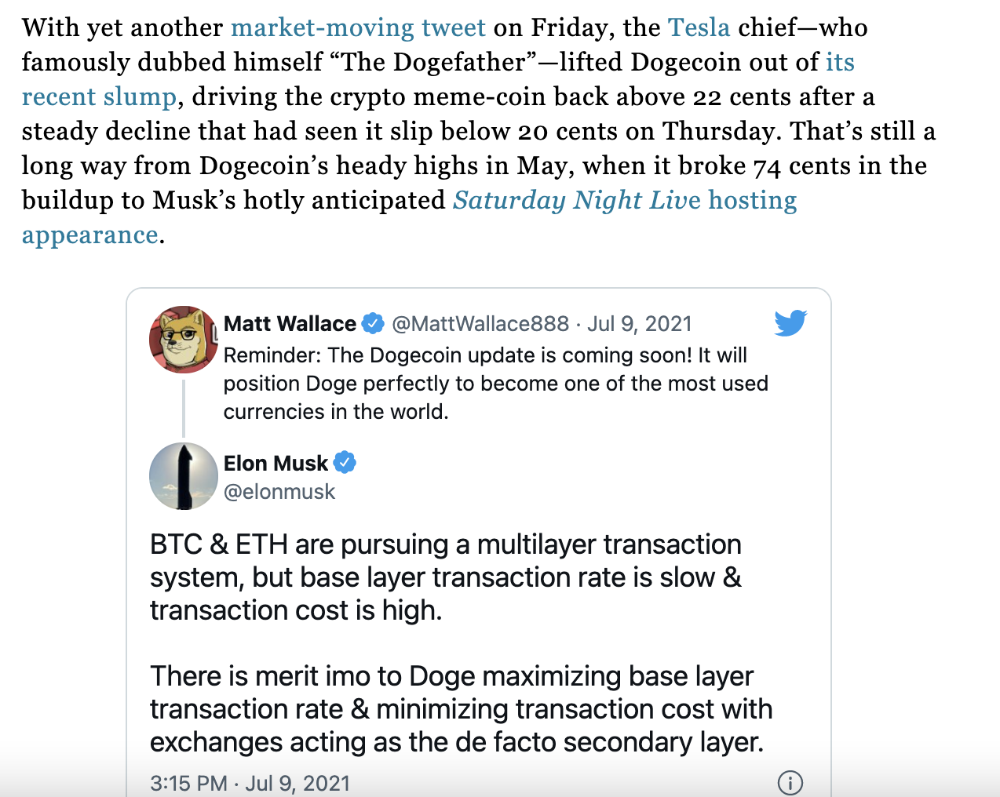 With yet another market-moving tweet on Friday, the Tesla chief—who
famously dubbed himself “The Dogefather”—lifted Dogecoin out of its
recent slump, driving the crypto meme-coin back above 22 cents after a
steady decline that had seen it slip below 20 cents on Thursday. That’s still a
long way from Dogecoin’s heady highs in May, when it broke 74 cents in the
buildup to Musk’s hotly anticipated Saturday Night Live hosting
appearance.
Matt Wallace @MattWallace888 · Jul 9, 2021
Reminder: The Dogecoin update is coming soon! It will
position Doge perfectly to become one of the most used
currencies in the world.
Elon Musk
@elonmusk
BTC & ETH are pursuing a multilayer transaction
system, but base layer transaction rate is slow &
transaction cost is high.
There is merit imo to Doge maximizing base layer
transaction rate & minimizing transaction cost with
exchanges acting as the de facto secondary layer.
3:15 PM · Jul 9, 2021